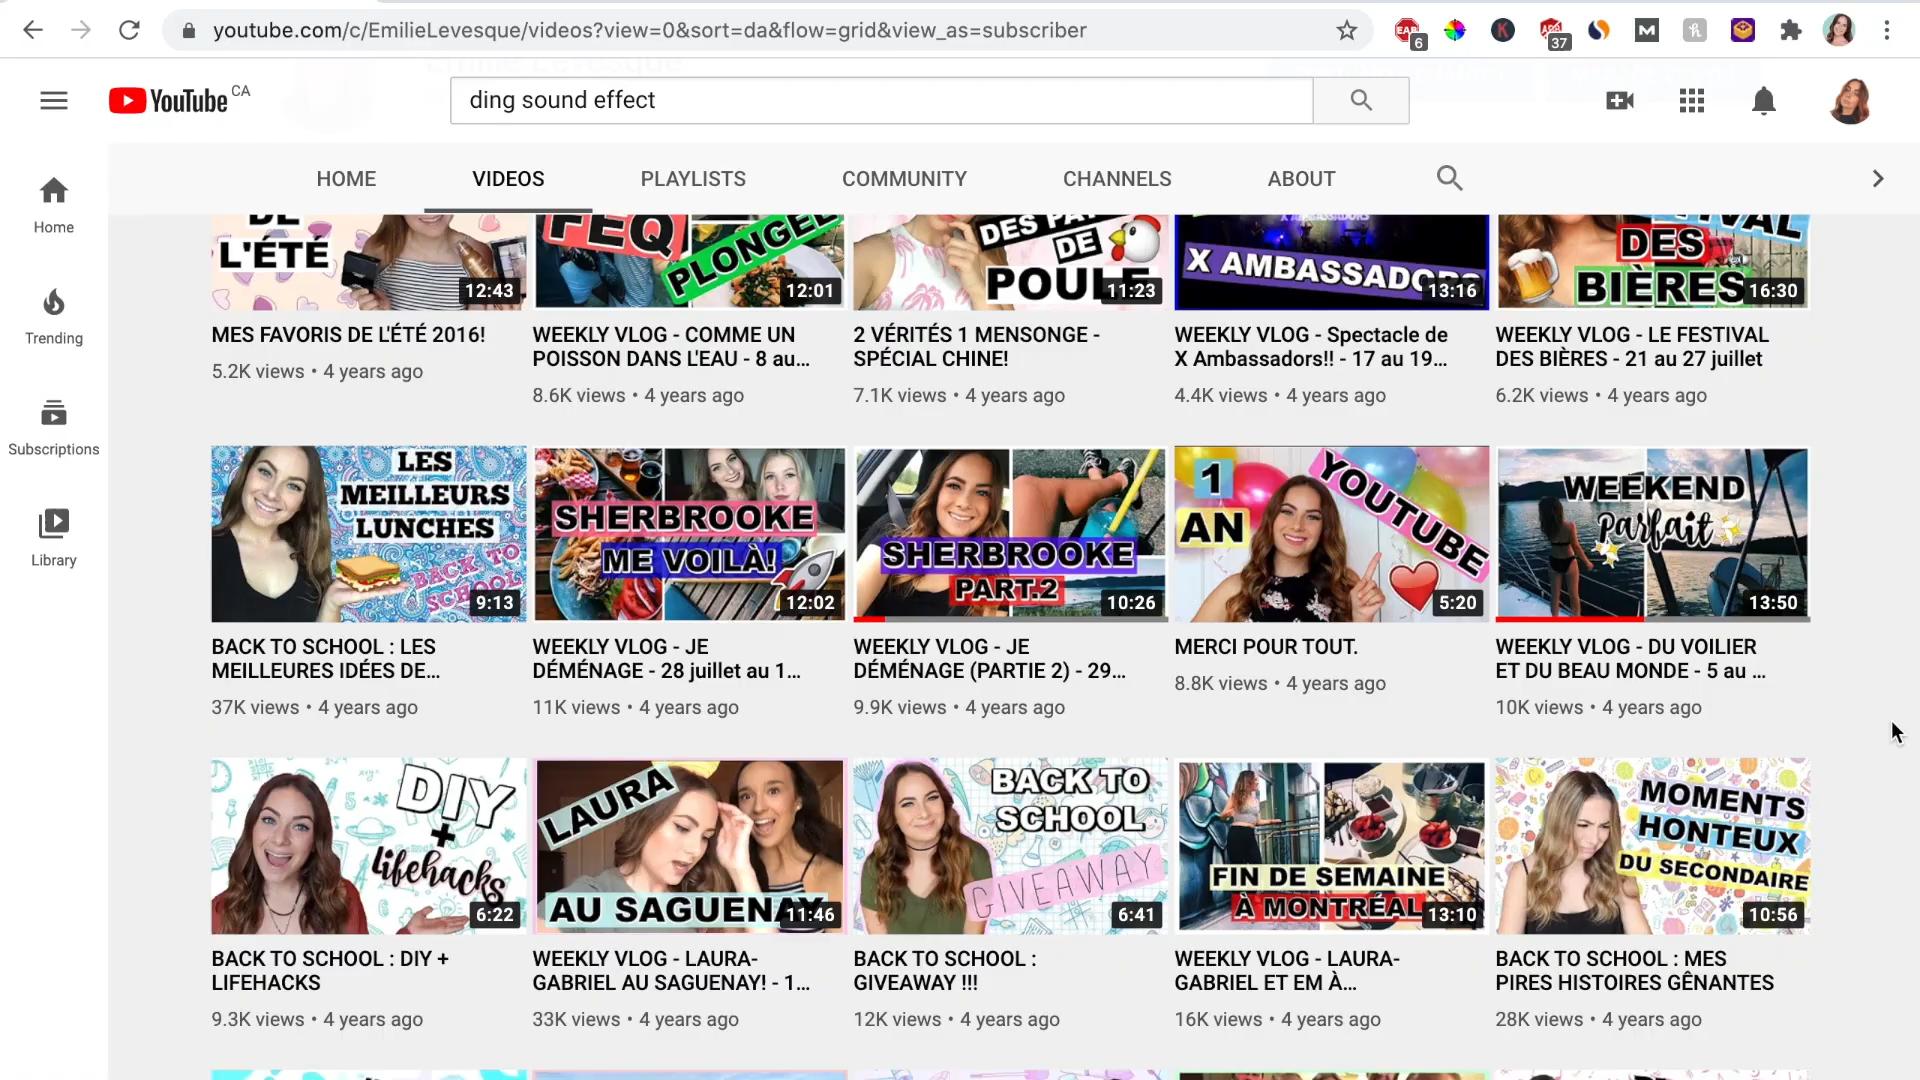 youtube.com/c/EmilieLevesque/videos?view=0&sort=da&flow=grid&view_as=subscriber
6
37
YouTube CA
ding sound effect
HOME
VIDEOS
PLAYLISTS
COMMUNITY
CHANNELS
ABOUT
Home
Trending
Subscriptions
Library
DE
L'ÉTÉ
12:43
FEQ
PLONGÉE
12:01
DE
POULE
11:23
X AMBASSADORS
13:16
DES
BIÈRES
16:30
MES FAVORIS DE L'ÉTÉ 2016!
5.2K views • 4 years ago
WEEKLY VLOG - COMME UN
POISSON DANS L'EAU - 8 au...
8.6K views • 4 years ago
2 VÉRITÉS 1 MENSONGE -
SPÉCIAL CHINE!
7.1K views • 4 years ago
WEEKLY VLOG - Spectacle de
X Ambassadors!! - 17 au 19...
4.4K views • 4 years ago
WEEKLY VLOG - LE FESTIVAL
DES BIÈRES - 21 au 27 juillet
6.2K views • 4 years ago
LES
MEILLEURS
LUNCHES
BACK TO
SCHOOL
9:13
SHERBROOKE
ME VOILÀ!
12:02
SHERBROOKE
PART.2
10:26
1
AN
YOUTUBE
5:20
WEEKEND
Parfait
13:50
BACK TO SCHOOL : LES
MEILLEURES IDÉES DE...
37K views • 4 years ago
WEEKLY VLOG - JE
DÉMÉNAGE - 28 juillet au 1...
11K views • 4 years ago
WEEKLY VLOG - JE
DÉMÉNAGE (PARTIE 2) - 29...
9.9K views • 4 years ago
MERCI POUR TOUT.
8.8K views • 4 years ago
WEEKLY VLOG - DU VOILIER
ET DU BEAU MONDE - 5 au ...
10K views • 4 years ago
DIY
+
lifehacks
6:22
LAURA
AU SAGUENAY
11:46
BACK TO
SCHOOL
GIVEAWAY
6:41
FIN DE SEMAINE
À MONTRÉAL
13:10
MOMENTS
HONTEUX
DU SECONDAIRE
10:56
BACK TO SCHOOL : DIY +
LIFEHACKS
9.3K views • 4 years ago
WEEKLY VLOG - LAURA-
GABRIEL AU SAGUENAY! - 1...
33K views • 4 years ago
BACK TO SCHOOL :
GIVEAWAY !!!
12K views • 4 years ago
WEEKLY VLOG - LAURA-
GABRIEL ET EM À...
16K views • 4 years ago
BACK TO SCHOOL : MES
PIRES HISTOIRES GÊNANTES
28K views • 4 years ago